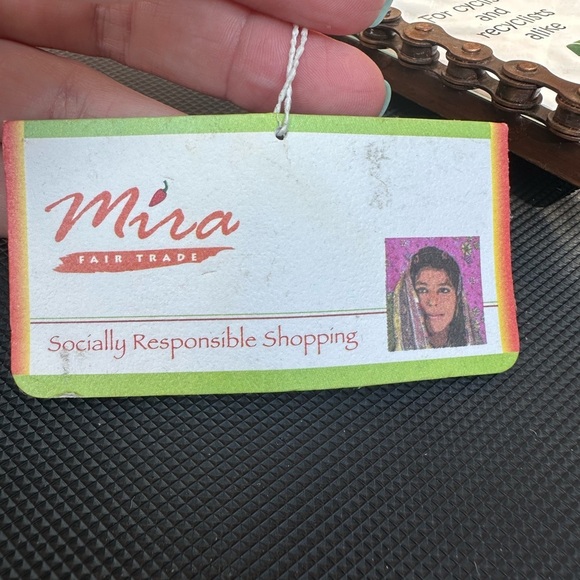 For cyclists
and
recyclists
alike
Mira
FAIR TRADE
Socially Responsible Shopping